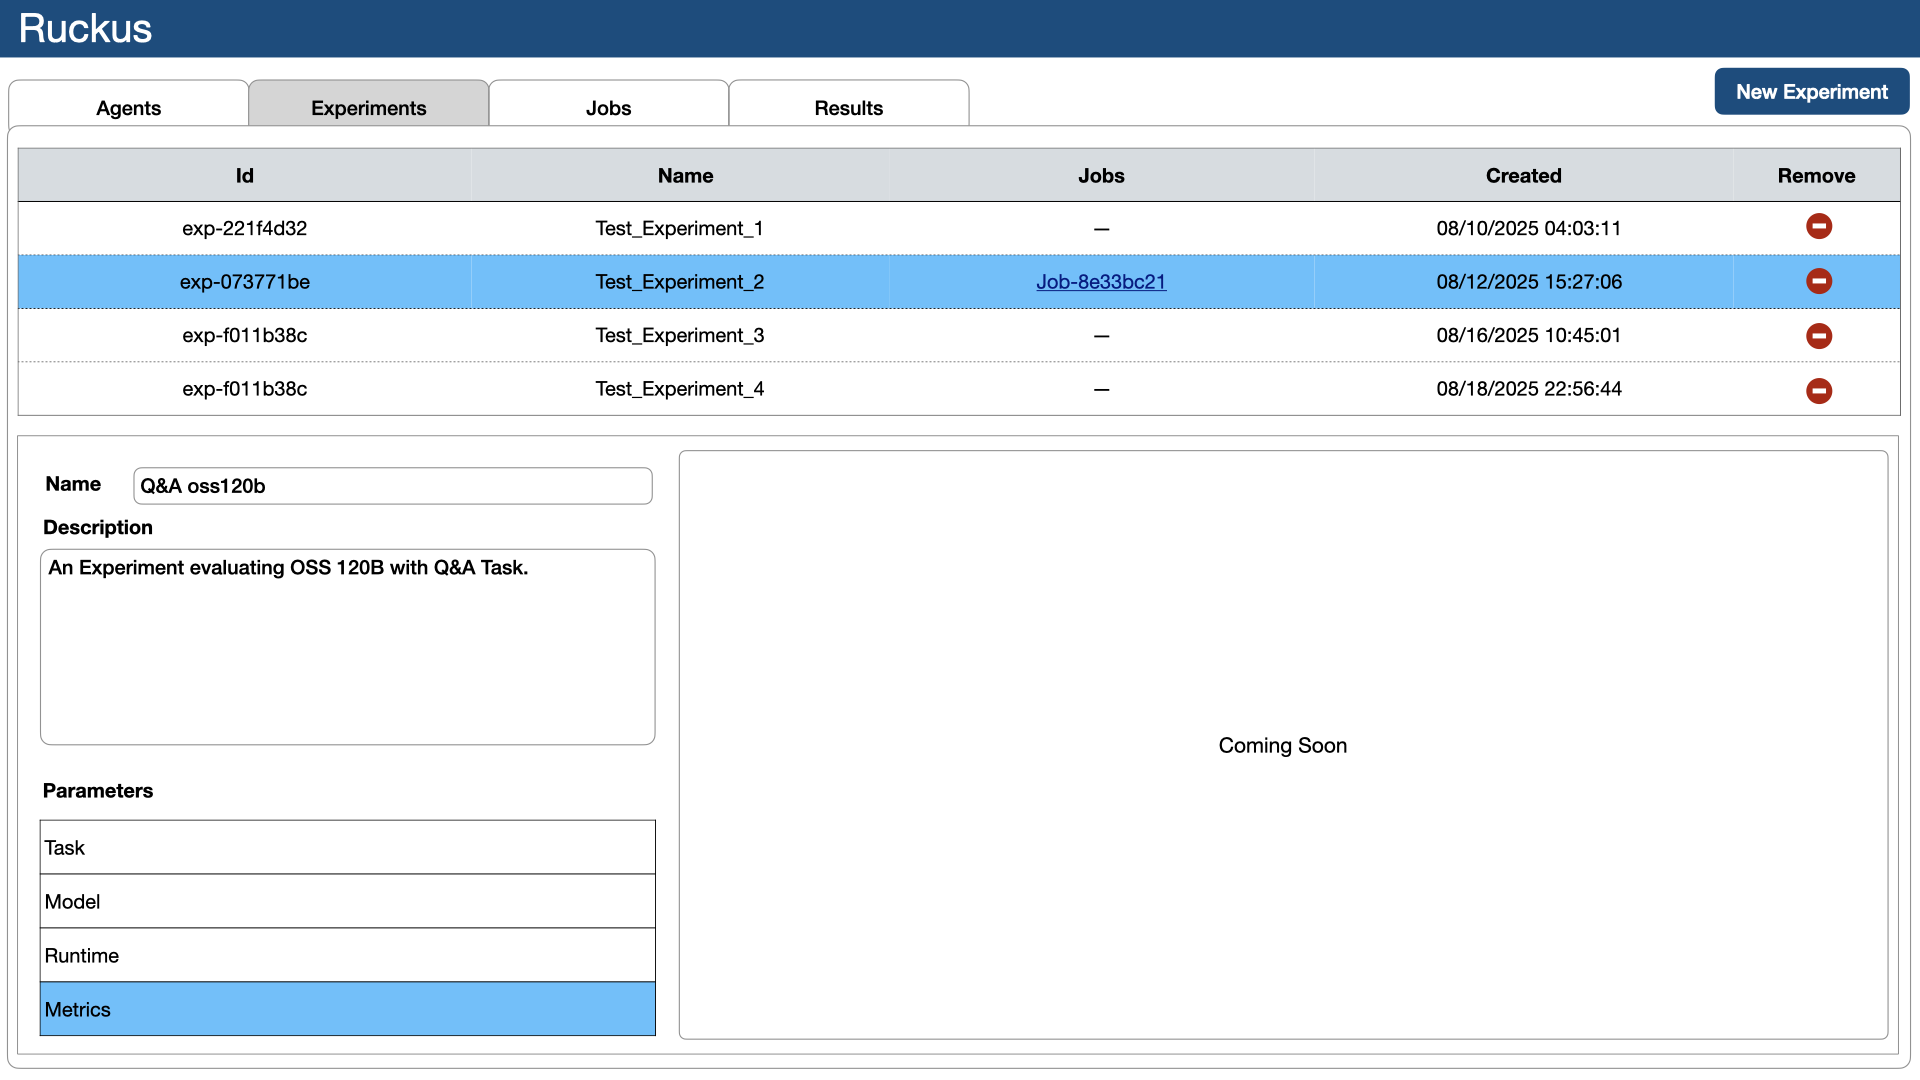 Ruckus
Agents Experiments Jobs Results New Experiment
Id Name Jobs Created Remove
exp-221f4d32 Test_Experiment_1 — 08/10/2025 04:03:11
exp-073771be Test_Experiment_2 Job-8e33bc21 08/12/2025 15:27:06
exp-f011b38c Test_Experiment_3 — 08/16/2025 10:45:01
exp-f011b38c Test_Experiment_4 — 08/18/2025 22:56:44
Name Q&A oss120b
Description
An Experiment evaluating OSS 120B with Q&A Task.
Parameters
Task
Model
Runtime
Metrics
Coming Soon